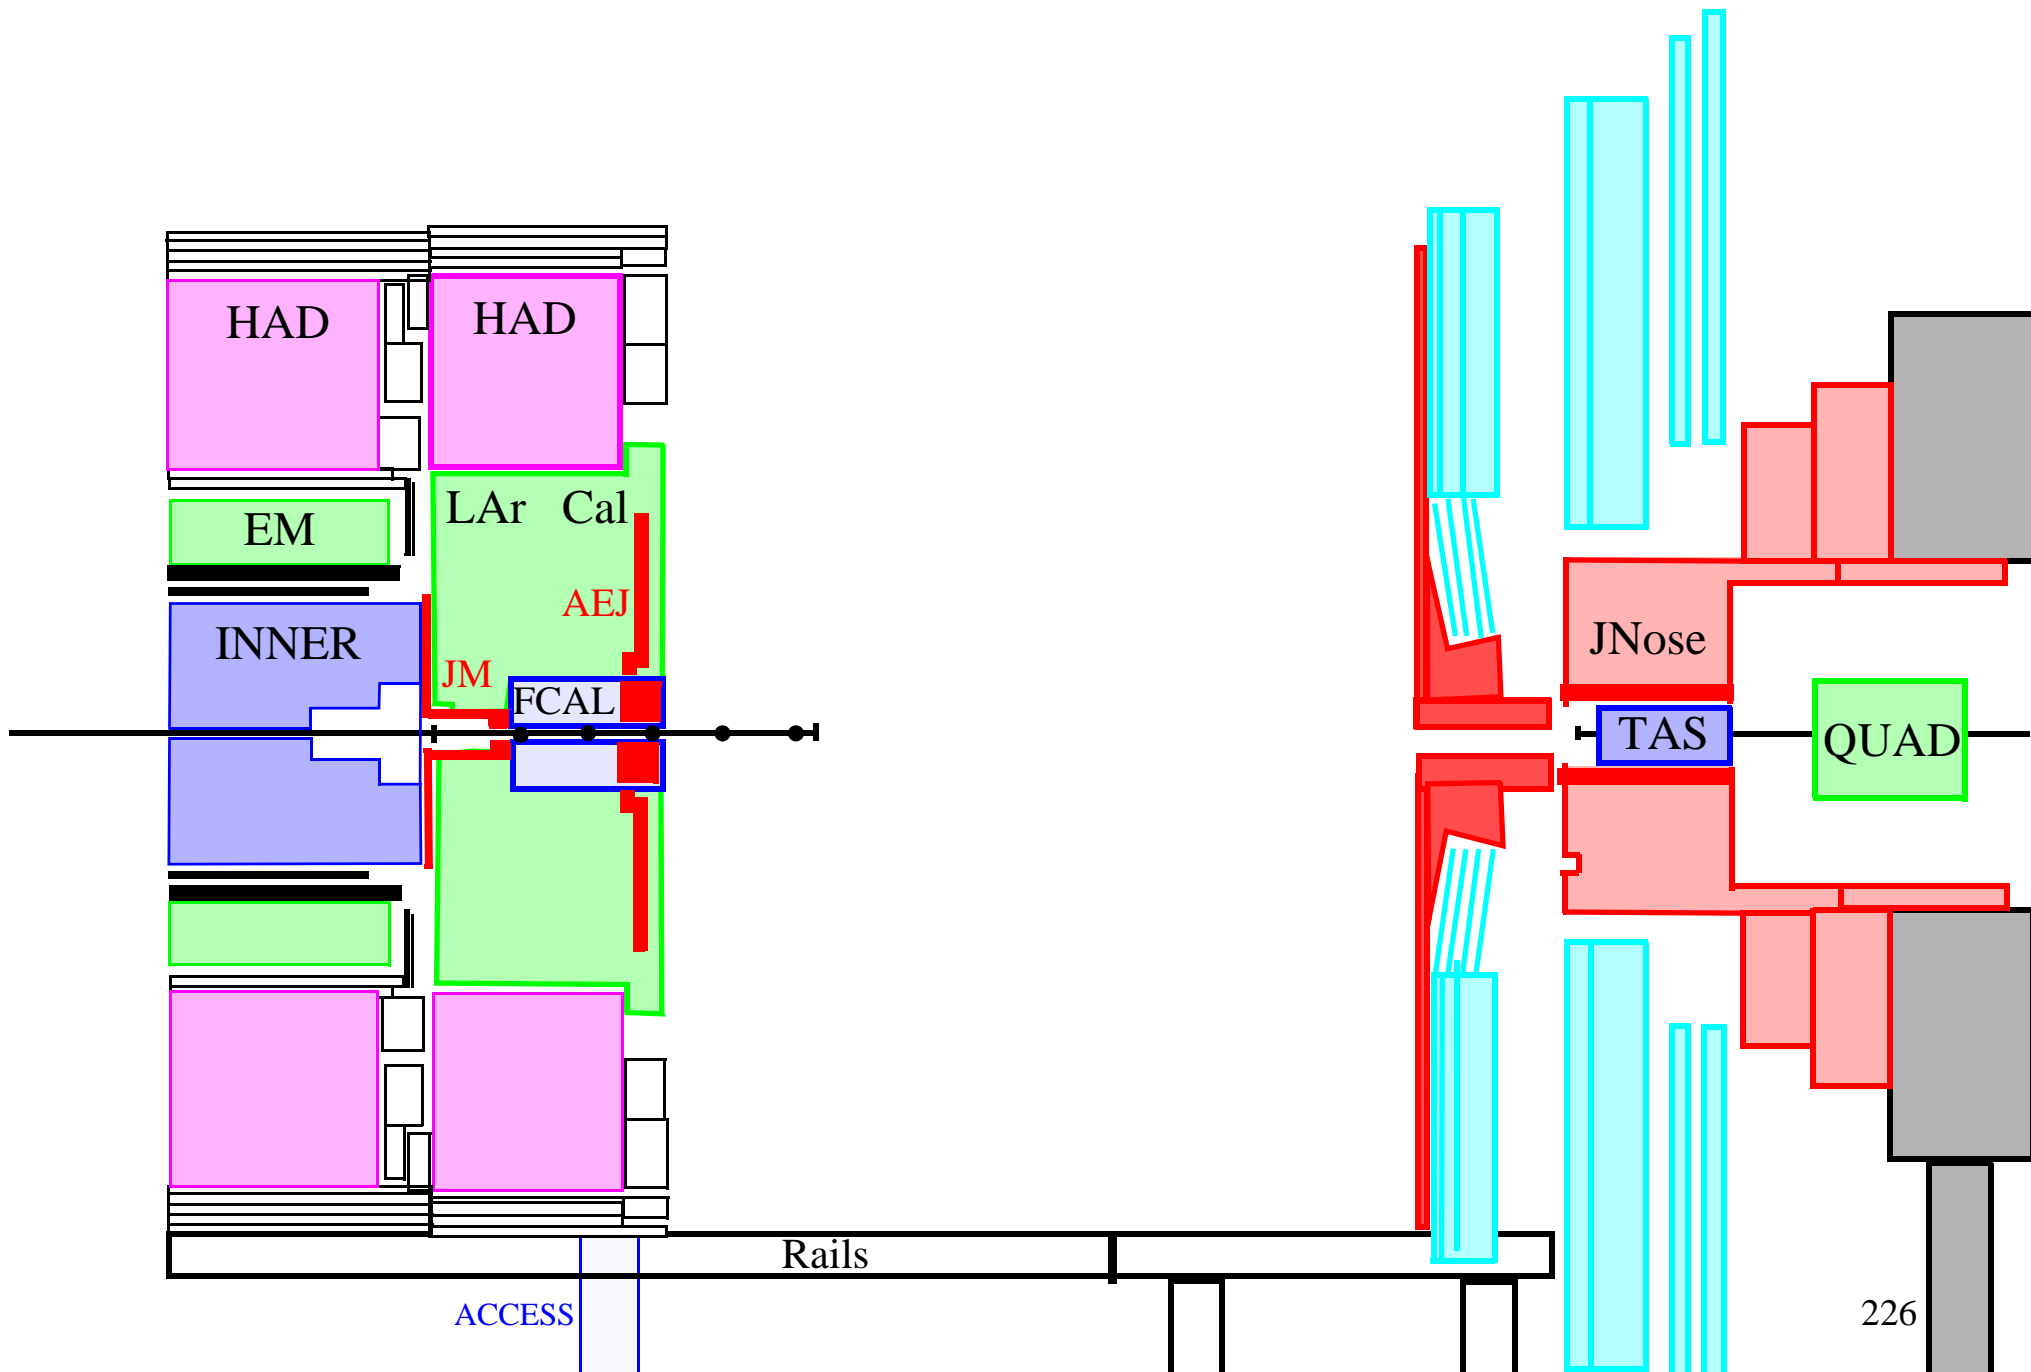 HAD HAD
LAr Cal
EM
AEJ
INNER
JNose
JM
FCAL
TAS
QUAD
Rails
ACCESS
226